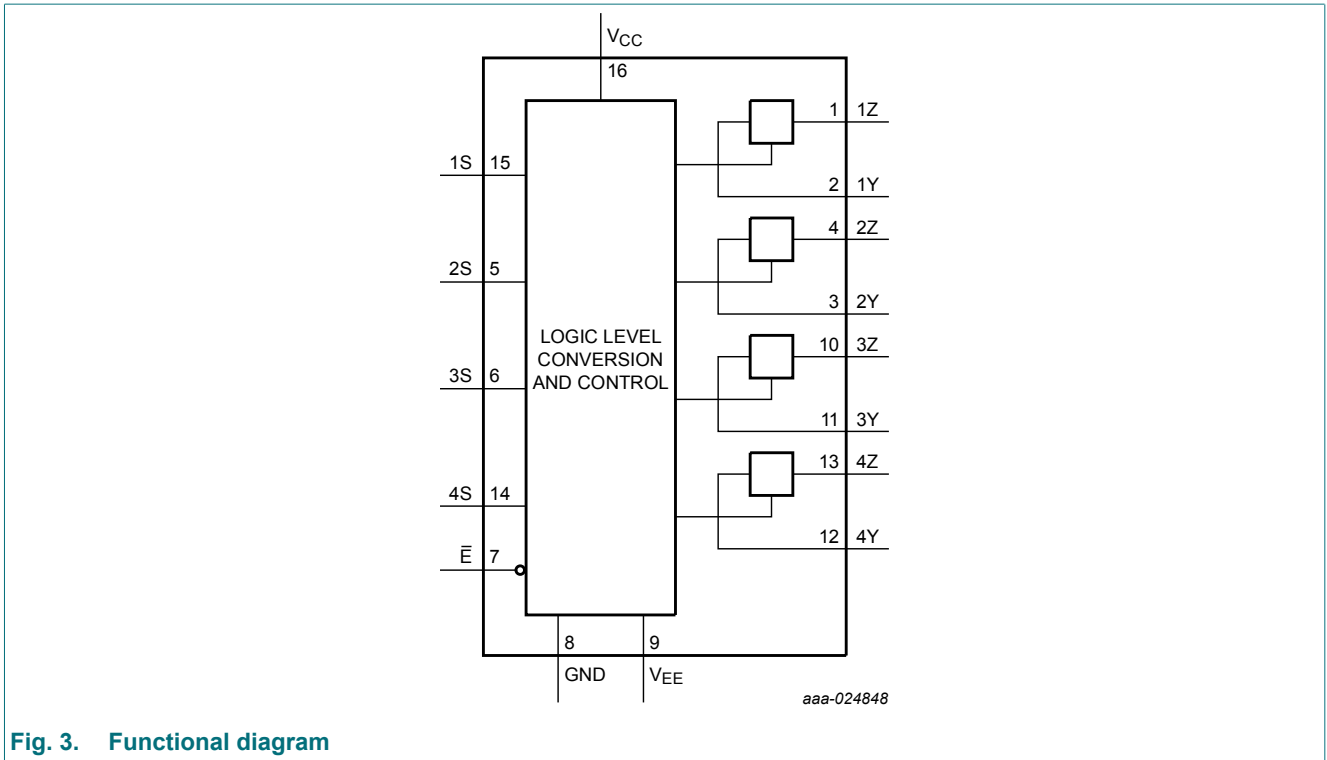 VCC
16
1 1Z
1S 15
2 1Y
4 2Z
2S 5
3 2Y
LOGIC LEVEL
CONVERSION
AND CONTROL
10 3Z
3S 6
11 3Y
13 4Z
4S 14
12 4Y
E̅ 7
8 9
GND VEE
aaa-024848
Fig. 3. Functional diagram